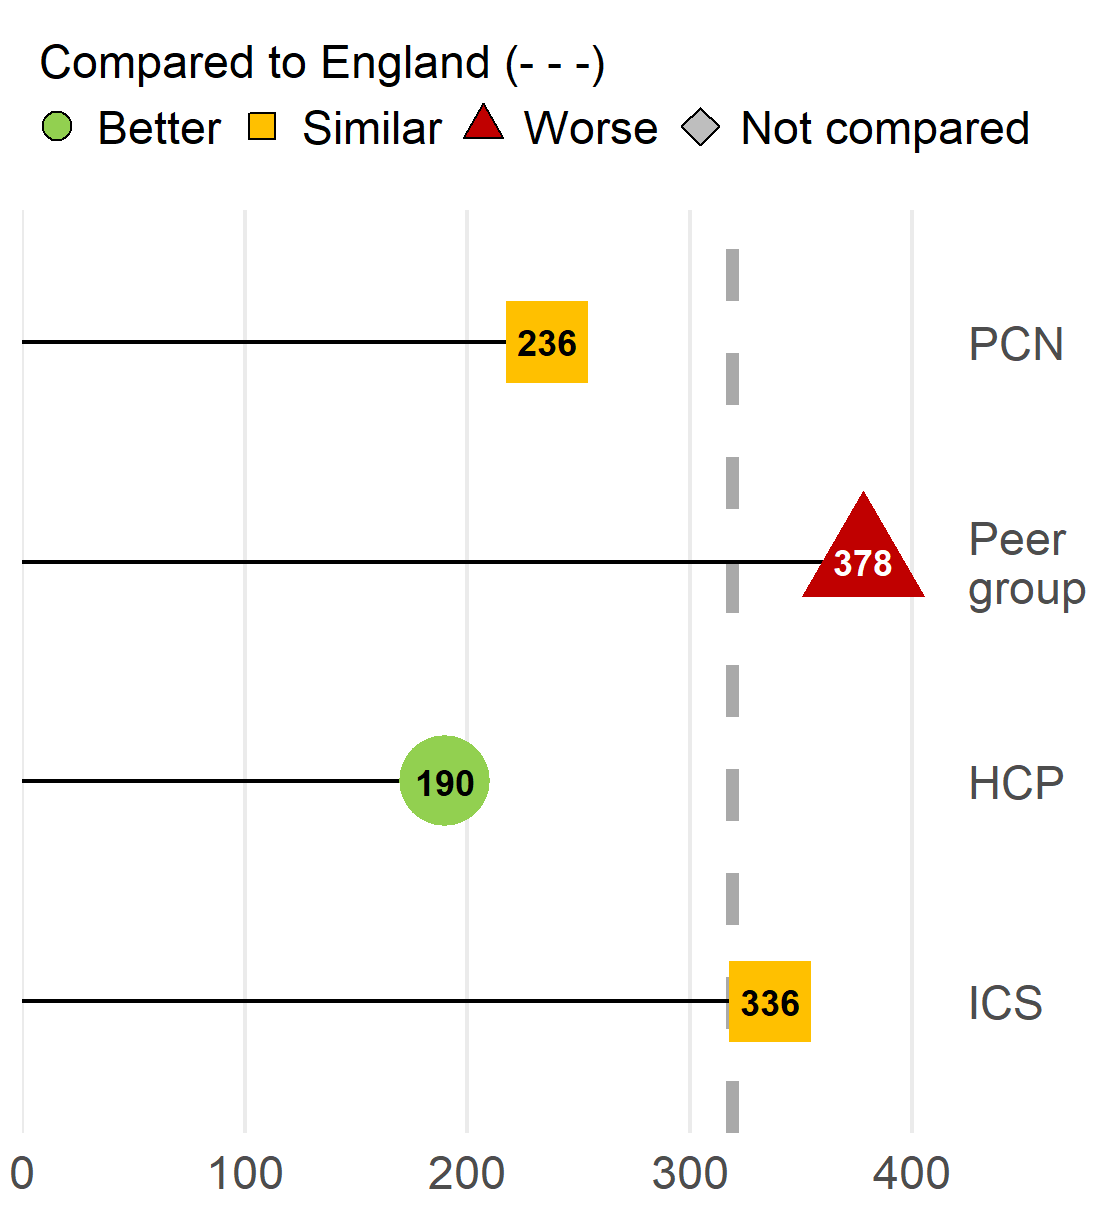 Compared to England (- - -)
Better Similar Worse Not compared
236 PCN
378 Peer
group
190 HCP
336 ICS
0 100 200 300 400